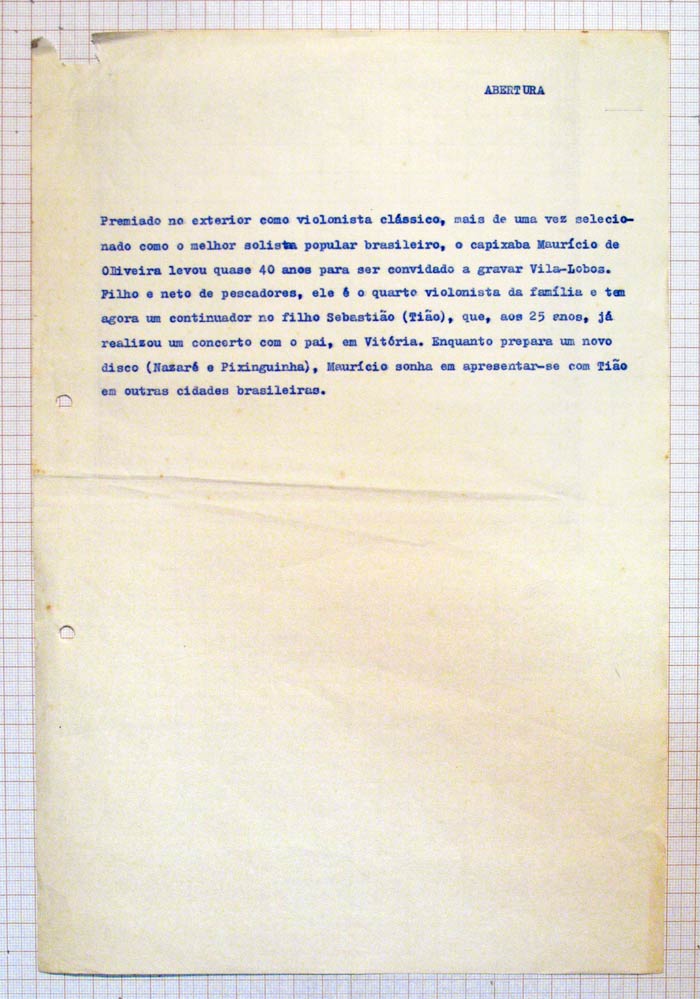 ABERTURA
Premiado no exterior como violonista clássico, mais de uma vez selecio-
nado como o melhor solista popular brasileiro, o capixaba Maurício de
Oliveira levou quase 40 anos para ser convidado a gravar Vila-Lobos.
Filho e neto de pescadores, ele é o quarto violonista da família e tem
agora um continuador no filho Sebastião (Tião), que, aos 25 anos, já
realizou um concerto com o pai, em Vitória. Enquanto prepara um novo
disco (Nazaré e Pixinguinha), Maurício sonha em apresentar-se com Tião
em outras cidades brasileiras.